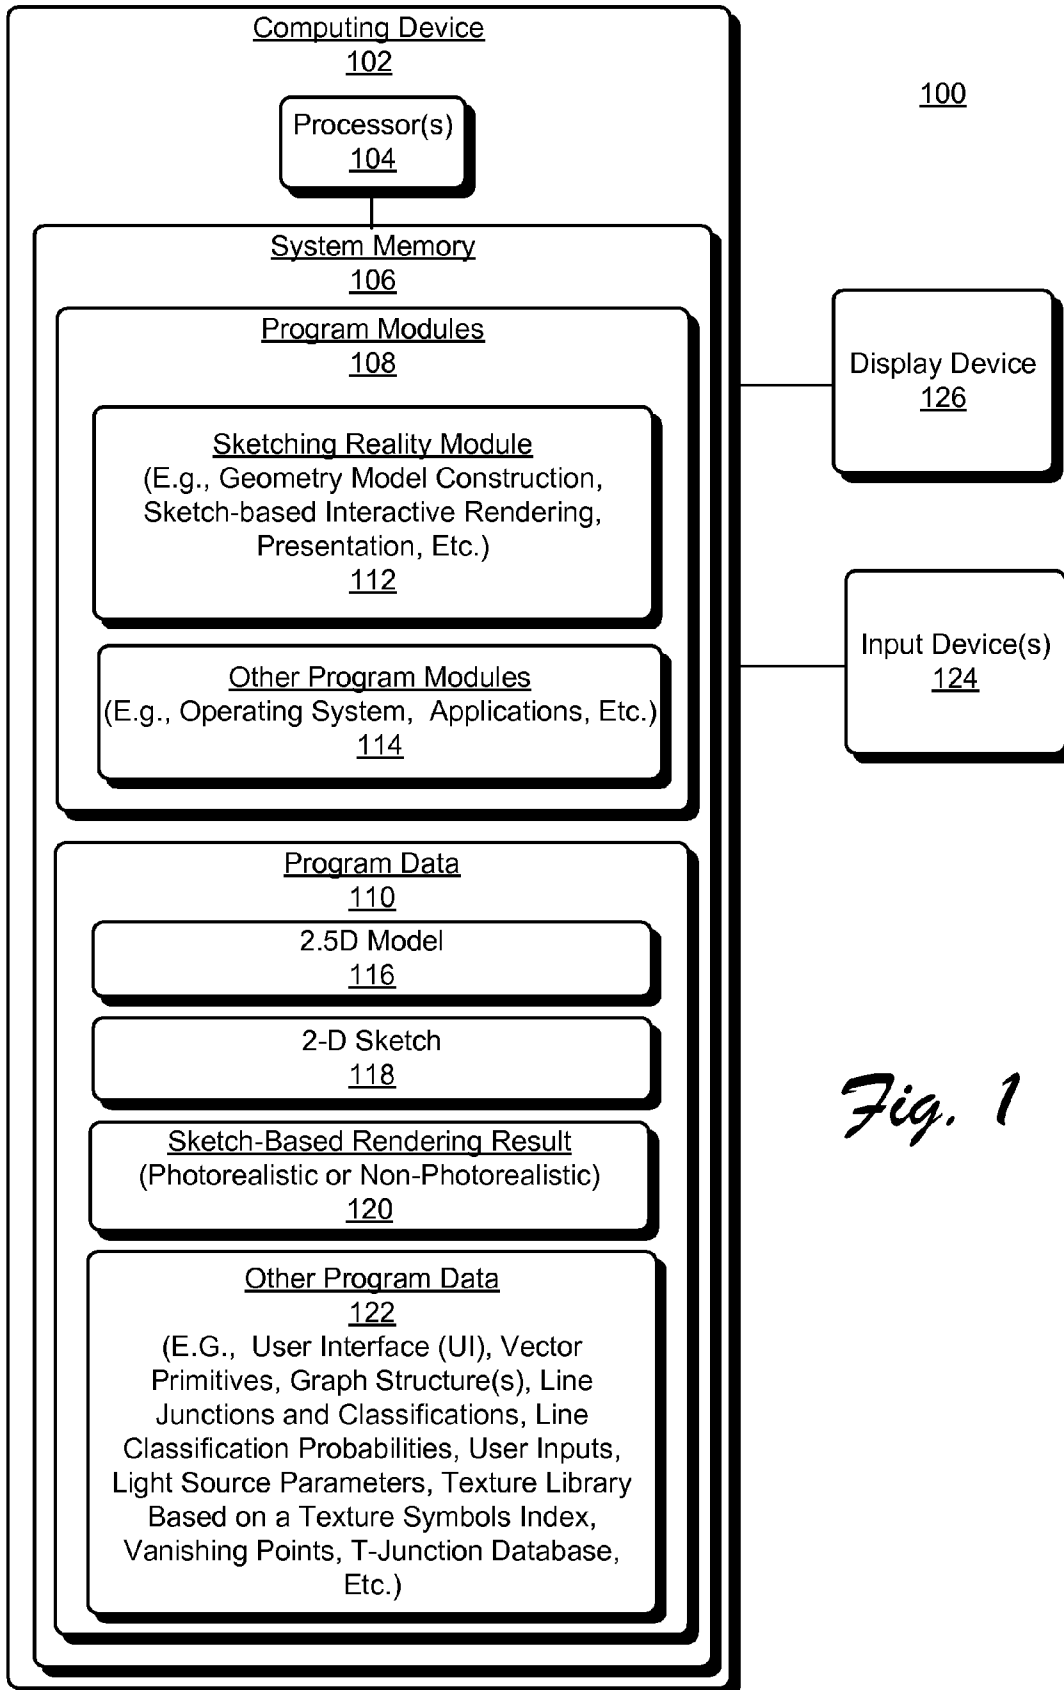 Computing Device
102
100
Processor(s)
104
System Memory
106
Program Modules
108
Sketching Reality Module
(E.g., Geometry Model Construction,
Sketch-based Interactive Rendering,
Presentation, Etc.)
112
Other Program Modules
(E.g., Operating System, Applications, Etc.)
114
Display Device
126
Input Device(s)
124
Program Data
110
2.5D Model
116
2-D Sketch
118
Sketch-Based Rendering Result
(Photorealistic or Non-Photorealistic)
120
Other Program Data
122
(E.G., User Interface (UI), Vector
Primitives, Graph Structure(s), Line
Junctions and Classifications, Line
Classification Probabilities, User Inputs,
Light Source Parameters, Texture Library
Based on a Texture Symbols Index,
Vanishing Points, T-Junction Database,
Etc.)
Fig. 1